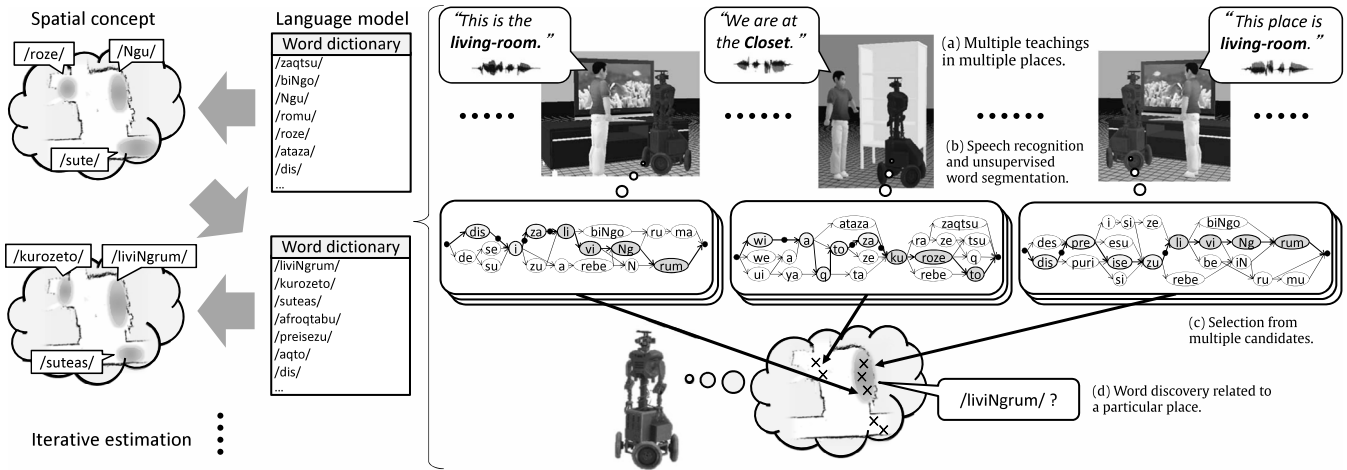 Spatial concept
/roze/
/Ngu/
/sute/
/kurozeto/
/liviNgrum/
/suteas/
Iterative estimation
Language model
Word dictionary
/zaqtsu/
/biNgo/
/Ngu/
/romu/
/roze/
/ataza/
/dis/
...
Word dictionary
/liviNgrum/
/kurozeto/
/suteas/
/afroqtabu/
/preisezu/
/aqto/
/dis/
...
“This is the
living-room.”
“We are at
the Closet.”
“This place is
living-room.”
(a) Multiple teachings
in multiple places.
(b) Speech recognition
and unsupervised
word segmentation.
dis za li biNgo ru ma
de se i vi Ng
su zu a rebe N rum
ataza zaqtsu
wi a to za ra ze tsu
we a ze ku roze q
ui ya q ta rebe to
i si ze biNgo
des pre esu li vi Ng rum
dis puri ise zu be iN
si rebe ru mu
(c) Selection from
multiple candidates.
/liviNgrum/ ?
(d) Word discovery related to
a particular place.